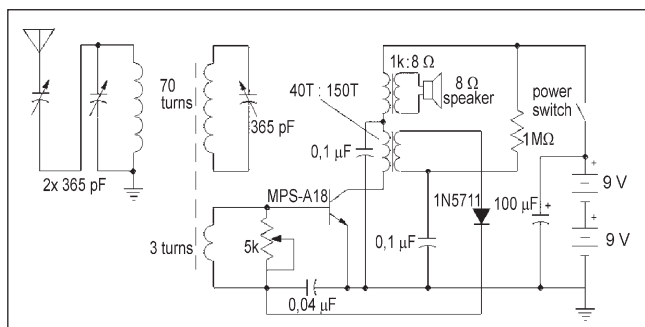 1k:8 Ω
8 Ω
speaker
power
switch
40T : 150T
70
turns
365 pF
2x 365 pF
0,1 µF
1MΩ
MPS-A18
1N5711
100 µF
+
+
9 V
+
9 V
3 turns
5k
0,1 µF
0,04 µF